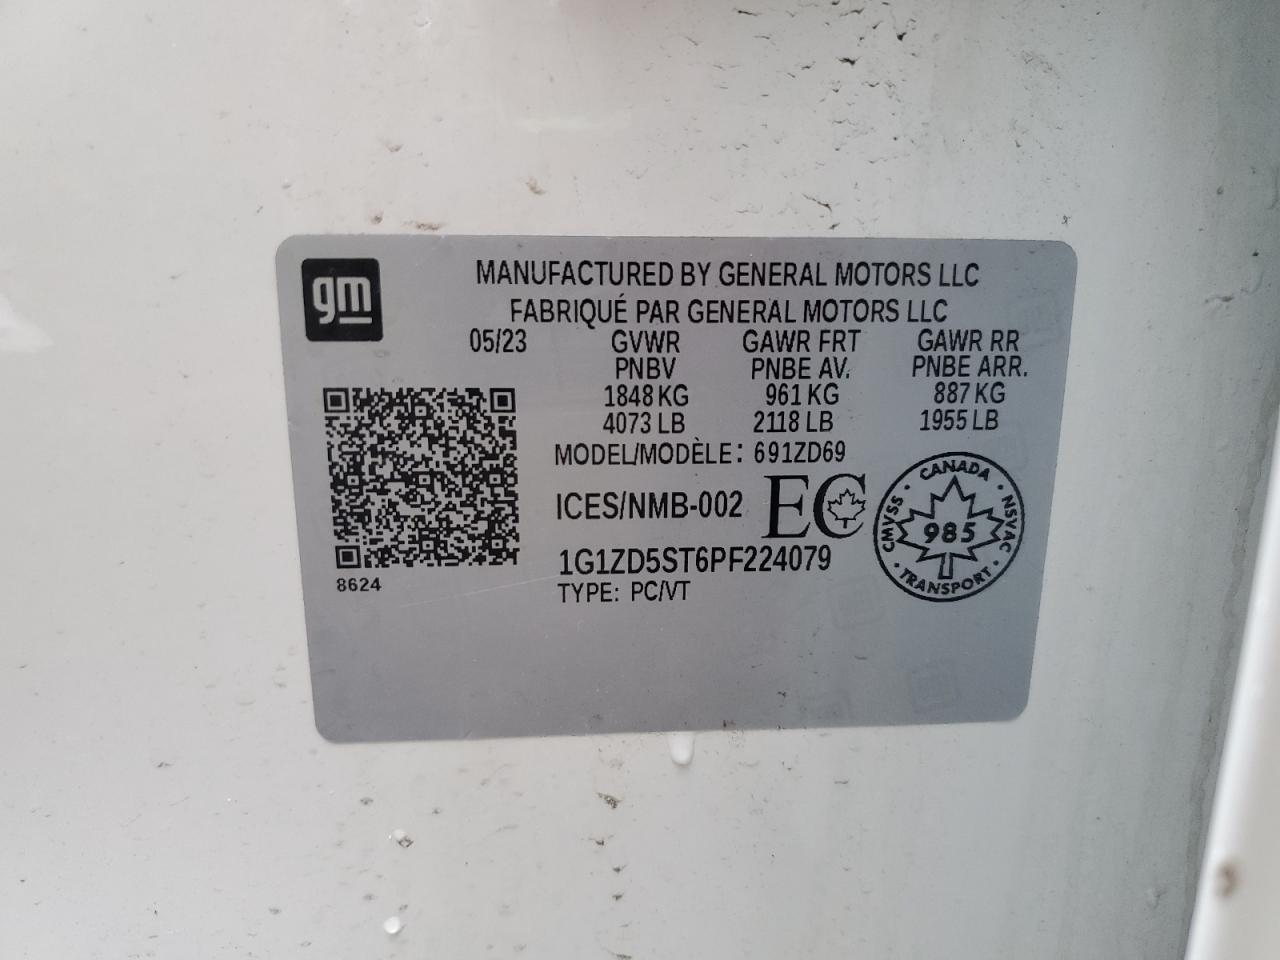 gm
MANUFACTURED BY GENERAL MOTORS LLC
FABRIQUÉ PAR GENERAL MOTORS LLC
05/23 GVWR GAWR FRT GAWR RR
PNBV PNBE AV. PNBE ARR.
1848 KG 961 KG 887 KG
4073 LB 2118 LB 1955 LB
MODEL/MODÈLE: 691ZD69
ICES/NMB-002 EC
1G1ZD5ST6PF224079
TYPE: PC/VT
8624
CANADA
CMVSS · NSVAC
985
· TRANSPORT ·